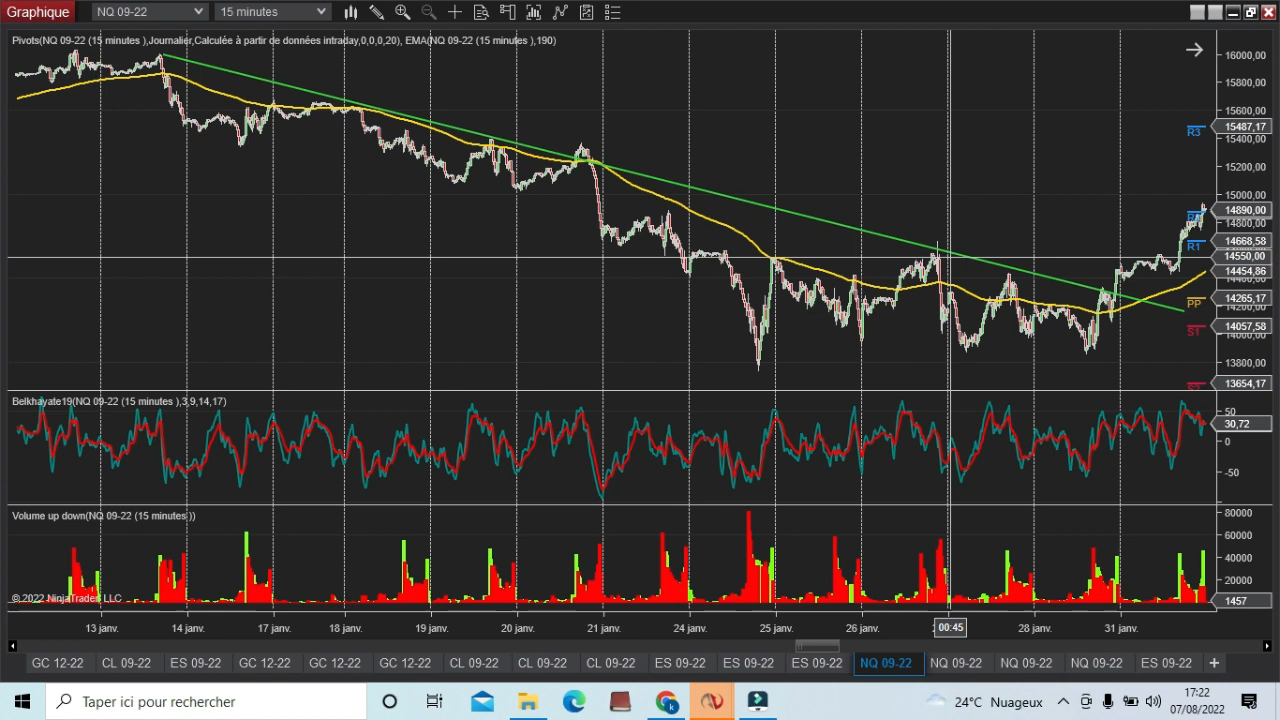 Graphique
NQ 09-22
15 minutes
Pivots(NQ 09-22 (15 minutes ),Journalier,Calculée à partir de données intraday,0,0,0,20), EMA(NQ 09-22 (15 minutes ),190)
16000,00
15800,00
15600,00
15487,17
R3
15400,00
15200,00
15000,00
14890,00
14800,00
14668,58
R1
14550,00
14454,86
14400,00
14265,17
PP
14200,00
14057,58
S1
14000,00
13800,00
13654,17
Belkhayate19(NQ 09-22 (15 minutes ),3,9,14,17)
50
30,72
0
-50
Volume up down(NQ 09-22 (15 minutes ))
80000
60000
40000
20000
1457
© 2022 NinjaTrader, LLC
13 janv. 14 janv. 17 janv. 18 janv. 19 janv. 20 janv. 21 janv. 24 janv. 25 janv. 26 janv. 00:45 28 janv. 31 janv.
GC 12-22 CL 09-22 ES 09-22 GC 12-22 GC 12-22 GC 12-22 CL 09-22 CL 09-22 CL 09-22 ES 09-22 ES 09-22 ES 09-22 NQ 09-22 NQ 09-22 NQ 09-22 NQ 09-22 ES 09-22 +
Taper ici pour rechercher
24°C Nuageux
17:22
07/08/2022